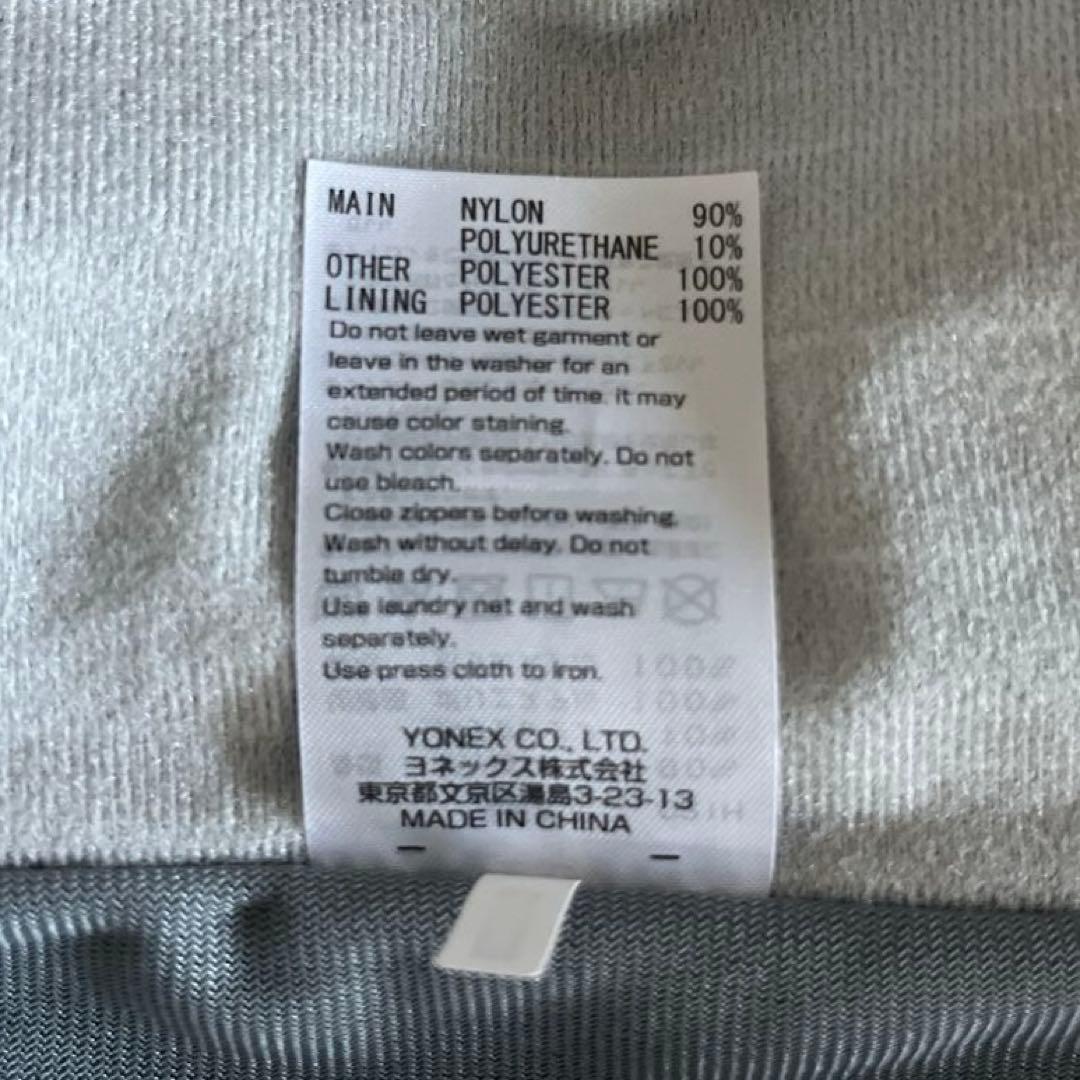 MAIN NYLON 90%
POLYURETHANE 10%
OTHER POLYESTER 100%
LINING POLYESTER 100%
Do not leave wet garment or
leave in the washer for an
extended period of time. it may
cause color staining.
Wash colors separately. Do not
use bleach.
Close zippers before washing.
Wash without delay. Do not
tumble dry.
Use laundry net and wash
separately.
Use press cloth to iron.
YONEX CO., LTD.
ヨネックス株式会社
東京都文京区湯島3-23-13
MADE IN CHINA